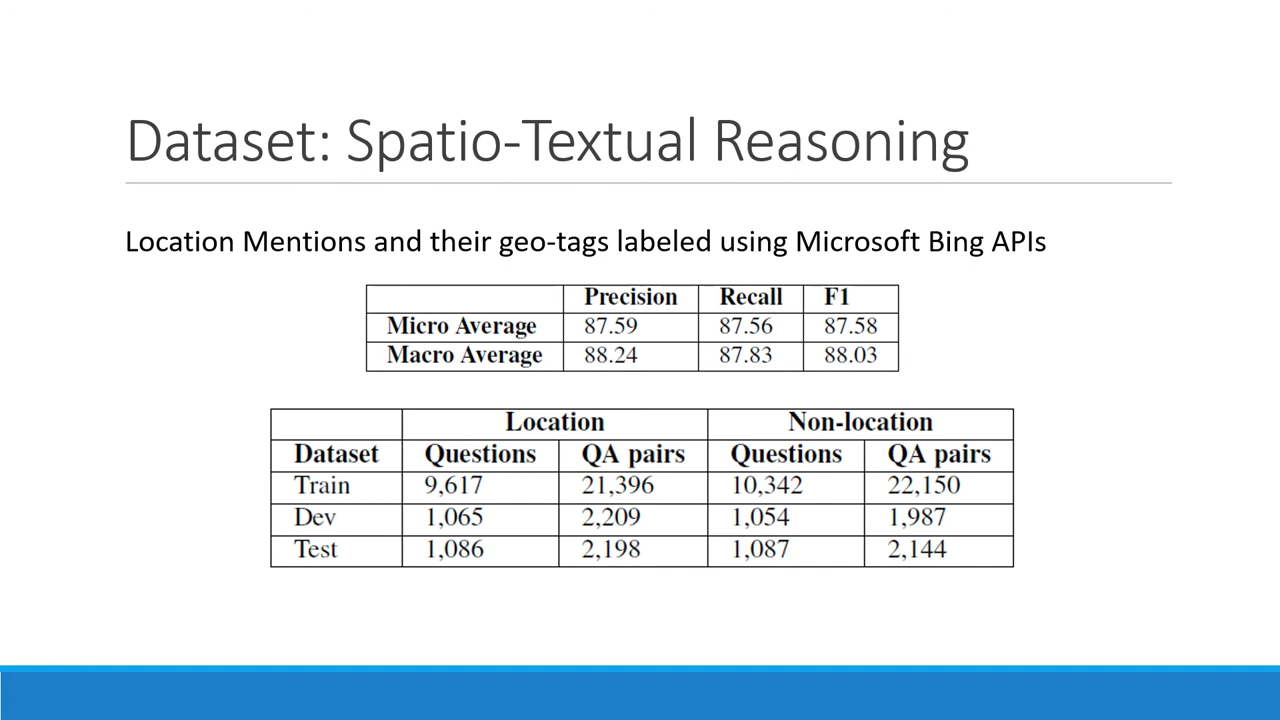 Dataset: Spatio-Textual Reasoning
Location Mentions and their geo-tags labeled using Microsoft Bing APIs
Precision Recall F1
Micro Average 87.59 87.56 87.58
Macro Average 88.24 87.83 88.03
Location Non-location
Dataset Questions QA pairs Questions QA pairs
Train 9,617 21,396 10,342 22,150
Dev 1,065 2,209 1,054 1,987
Test 1,086 2,198 1,087 2,144